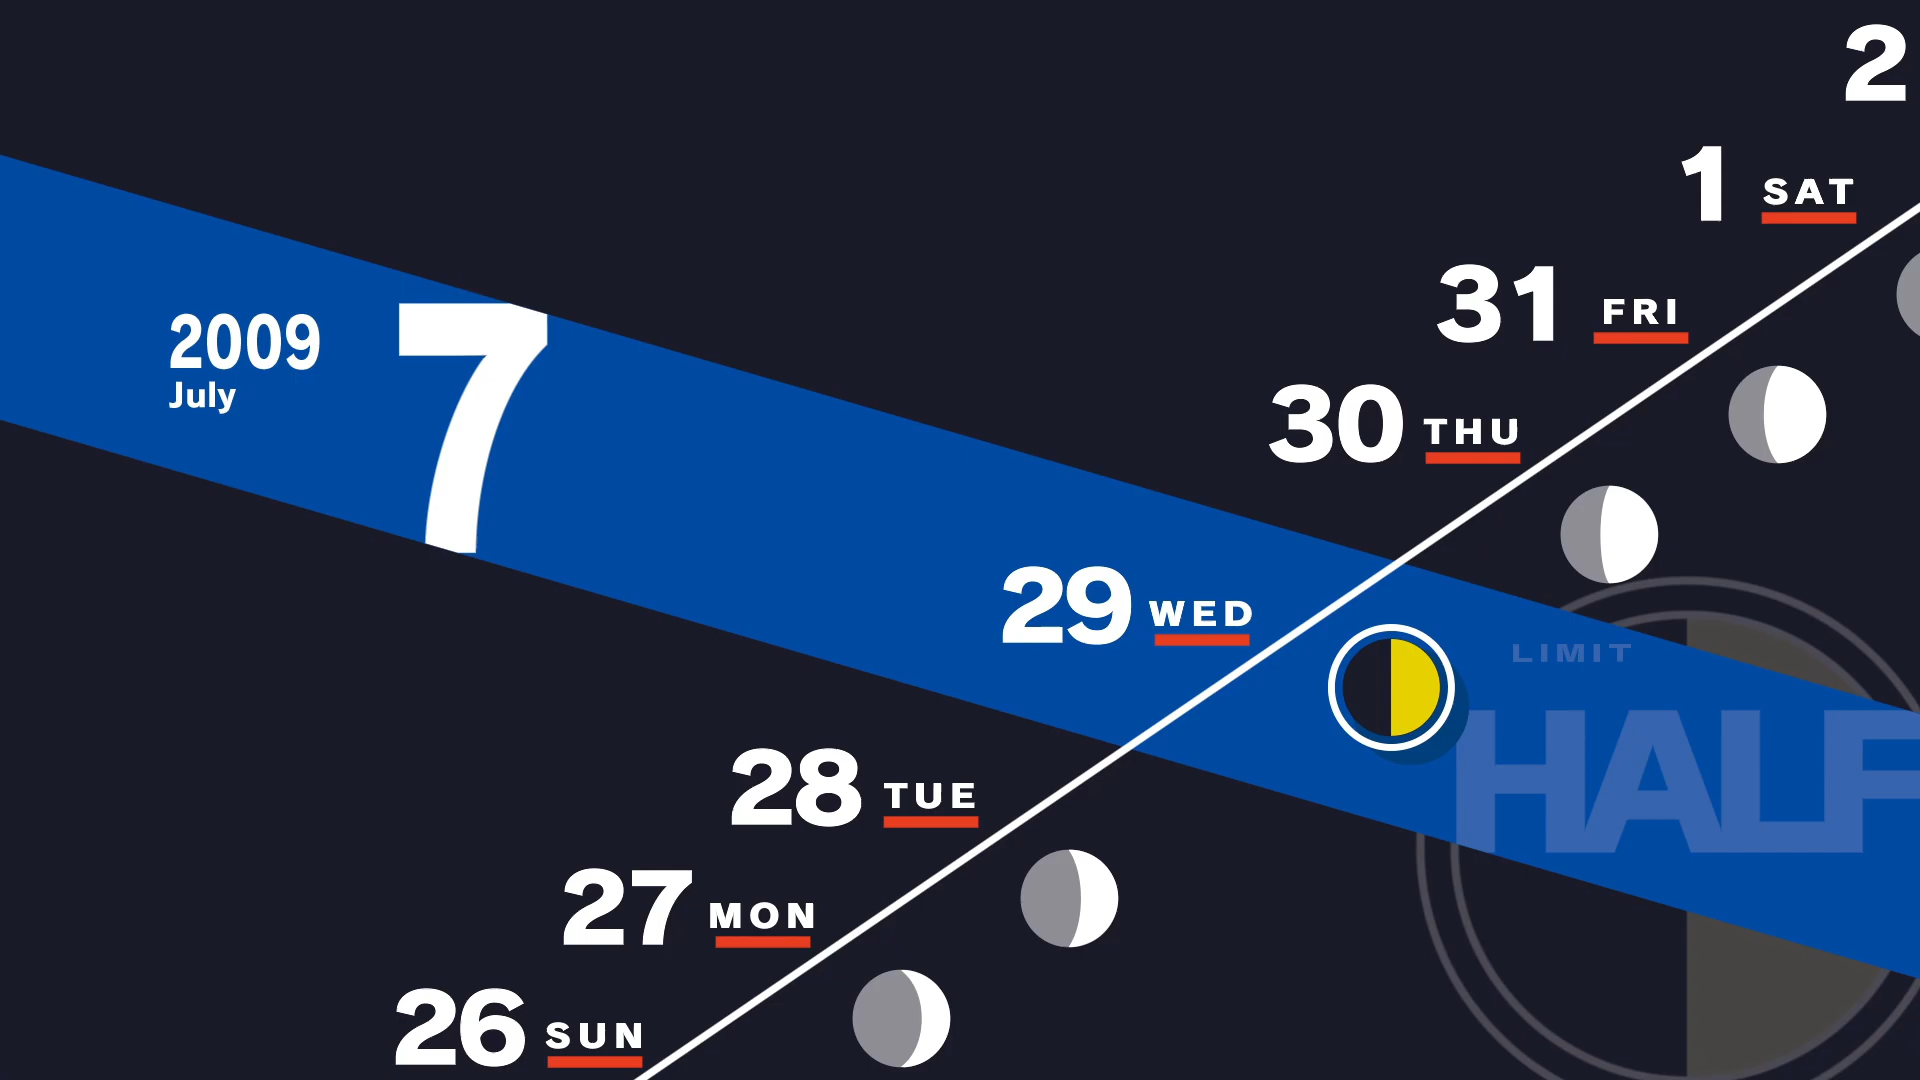 2
1 SAT
31 FRI
30 THU
2009
July
7
29 WED
LIMIT
HALF
28 TUE
27 MON
26 SUN